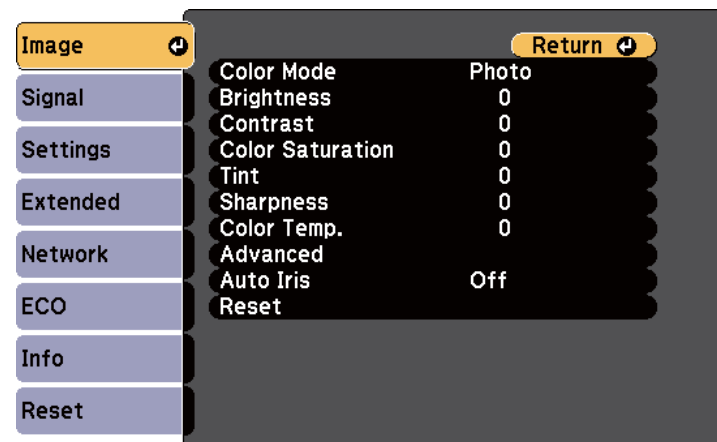 Image
Signal
Settings
Extended
Network
ECO
Info
Reset
Return
Color Mode Photo
Brightness 0
Contrast 0
Color Saturation 0
Tint 0
Sharpness 0
Color Temp. 0
Advanced
Auto Iris Off
Reset